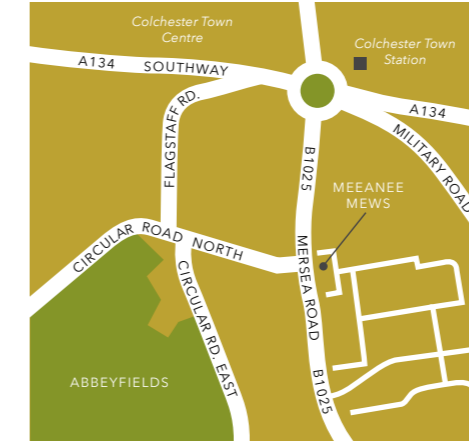 Colchester Town
Centre
Colchester Town
Station
A134
SOUTHWAY
A134
FLAGSTAFF RD.
B1025
MILITARY ROAD
MEEANEE
MEWS
CIRCULAR ROAD NORTH
MERSEA ROAD
CIRCULAR RD. EAST
ABBEYFIELDS
B1025